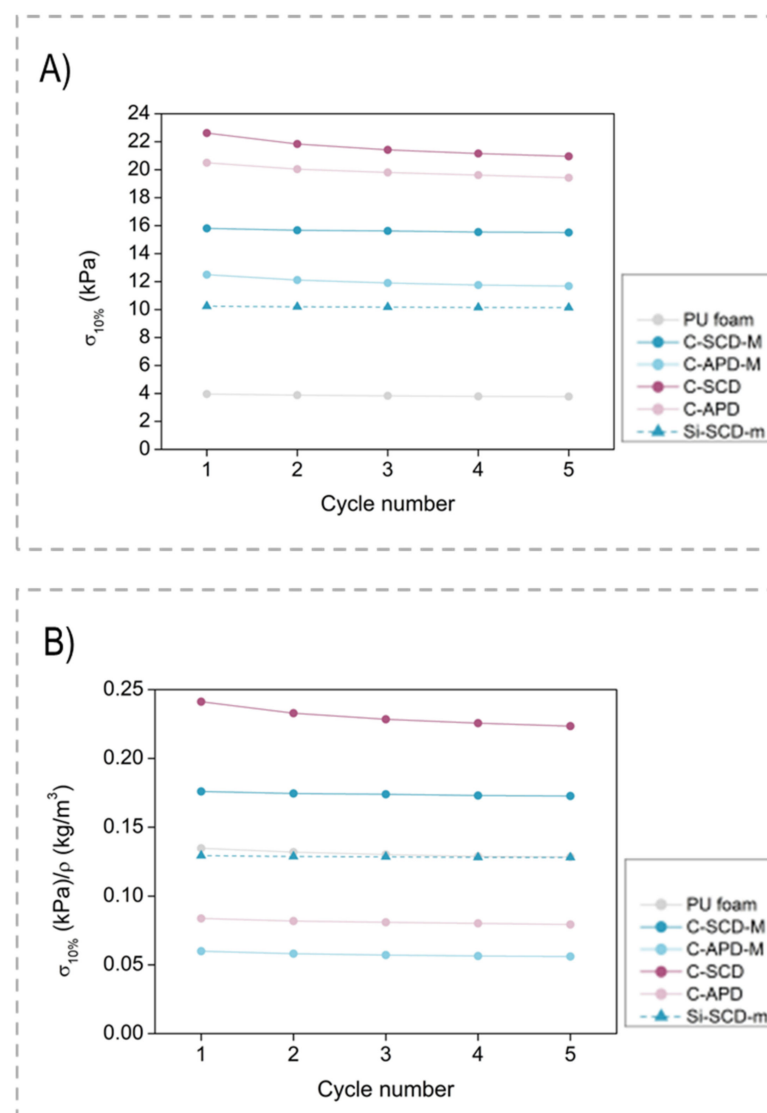 A)
24
22
20
18
16
14
12
10
8
6
4
2
0
σ10% (kPa)
1 2 3 4 5
Cycle number
PU foam
C-SCD-M
C-APD-M
C-SCD
C-APD
Si-SCD-m
B)
0.25
0.20
0.15
0.10
0.05
0.00
σ10% (kPa)/ρ (kg/m³)
1 2 3 4 5
Cycle number
PU foam
C-SCD-M
C-APD-M
C-SCD
C-APD
Si-SCD-m